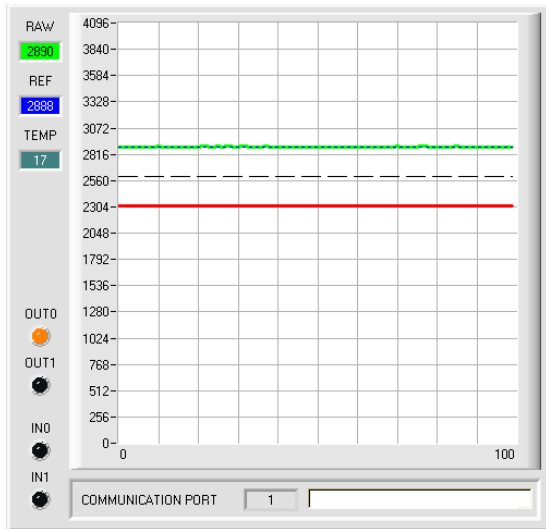 RAW
2890
REF
2888
TEMP
17
OUT0
OUT1
IN0
IN1
4096
3840
3584
3328
3072
2816
2560
2304
2048
1792
1536
1280
1024
768
512
256
0
0 100
COMMUNICATION PORT 1